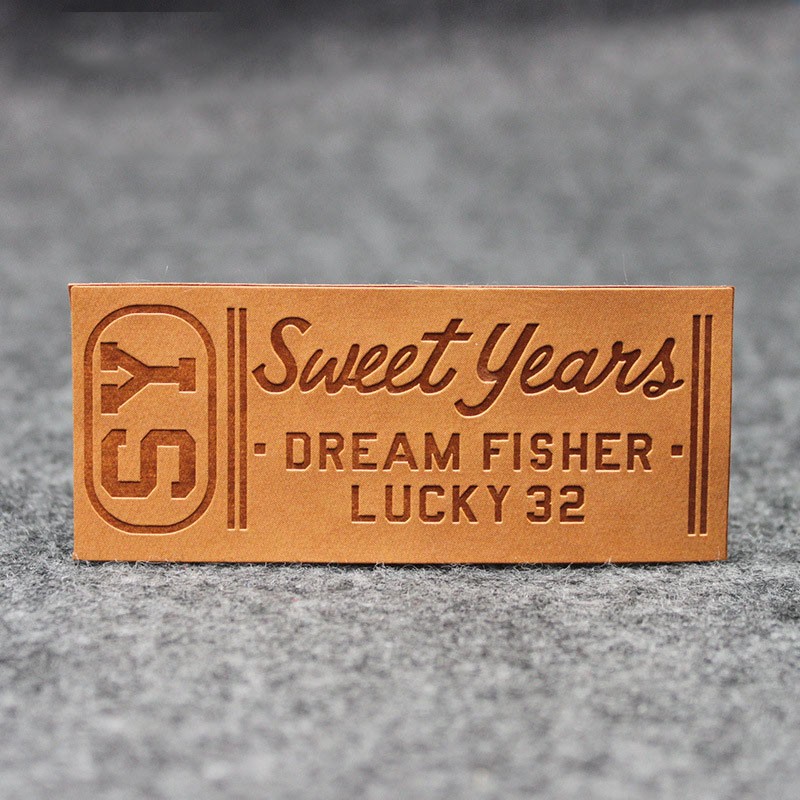 SY
Sweet Years
· DREAM FISHER ·
LUCKY 32